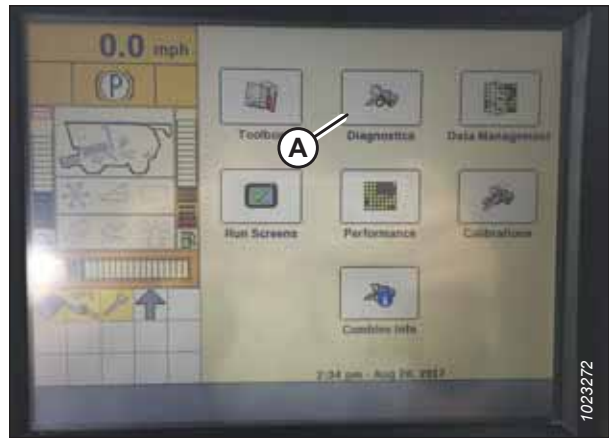 0.0 mph
(P)
Toolbox
Diagnostics
Data Management
A
Run Screens
Performance
Calibrations
Combine Info
2:34 pm - Aug 24, 2017
1023272